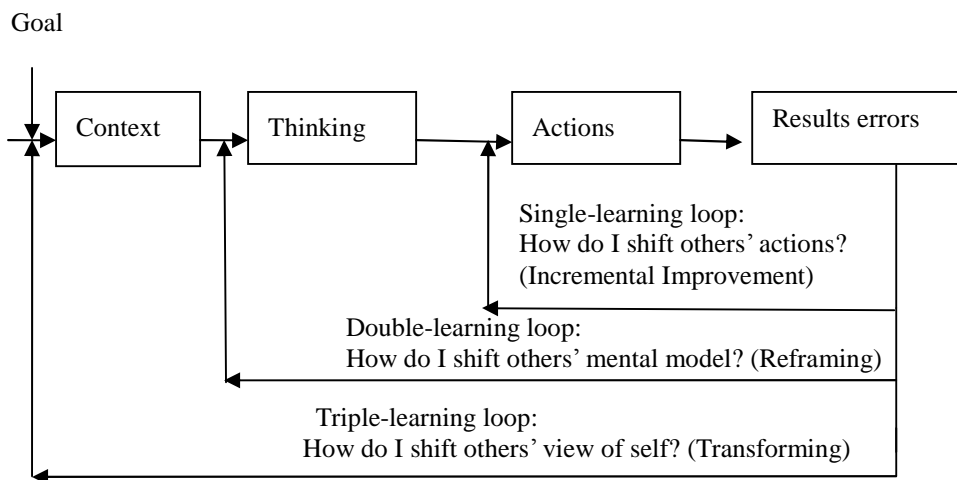 Goal
Context
Thinking
Actions
Results errors
Single-learning loop:
How do I shift others’ actions?
(Incremental Improvement)
Double-learning loop:
How do I shift others’ mental model? (Reframing)
Triple-learning loop:
How do I shift others’ view of self? (Transforming)